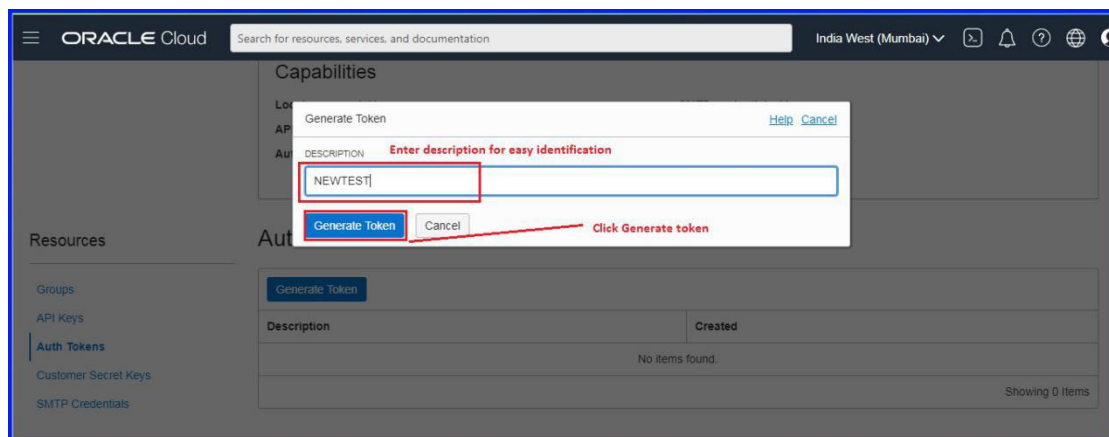 ORACLE Cloud
Search for resources, services, and documentation
India West (Mumbai)
Capabilities
Generate Token
Help Cancel
DESCRIPTION Enter description for easy identification
NEWTEST
Generate Token Cancel
Click Generate token
Resources
Aut
Generate Token
Groups
API Keys
Auth Tokens
Customer Secret Keys
SMTP Credentials
Description Created
No items found.
Showing 0 Items